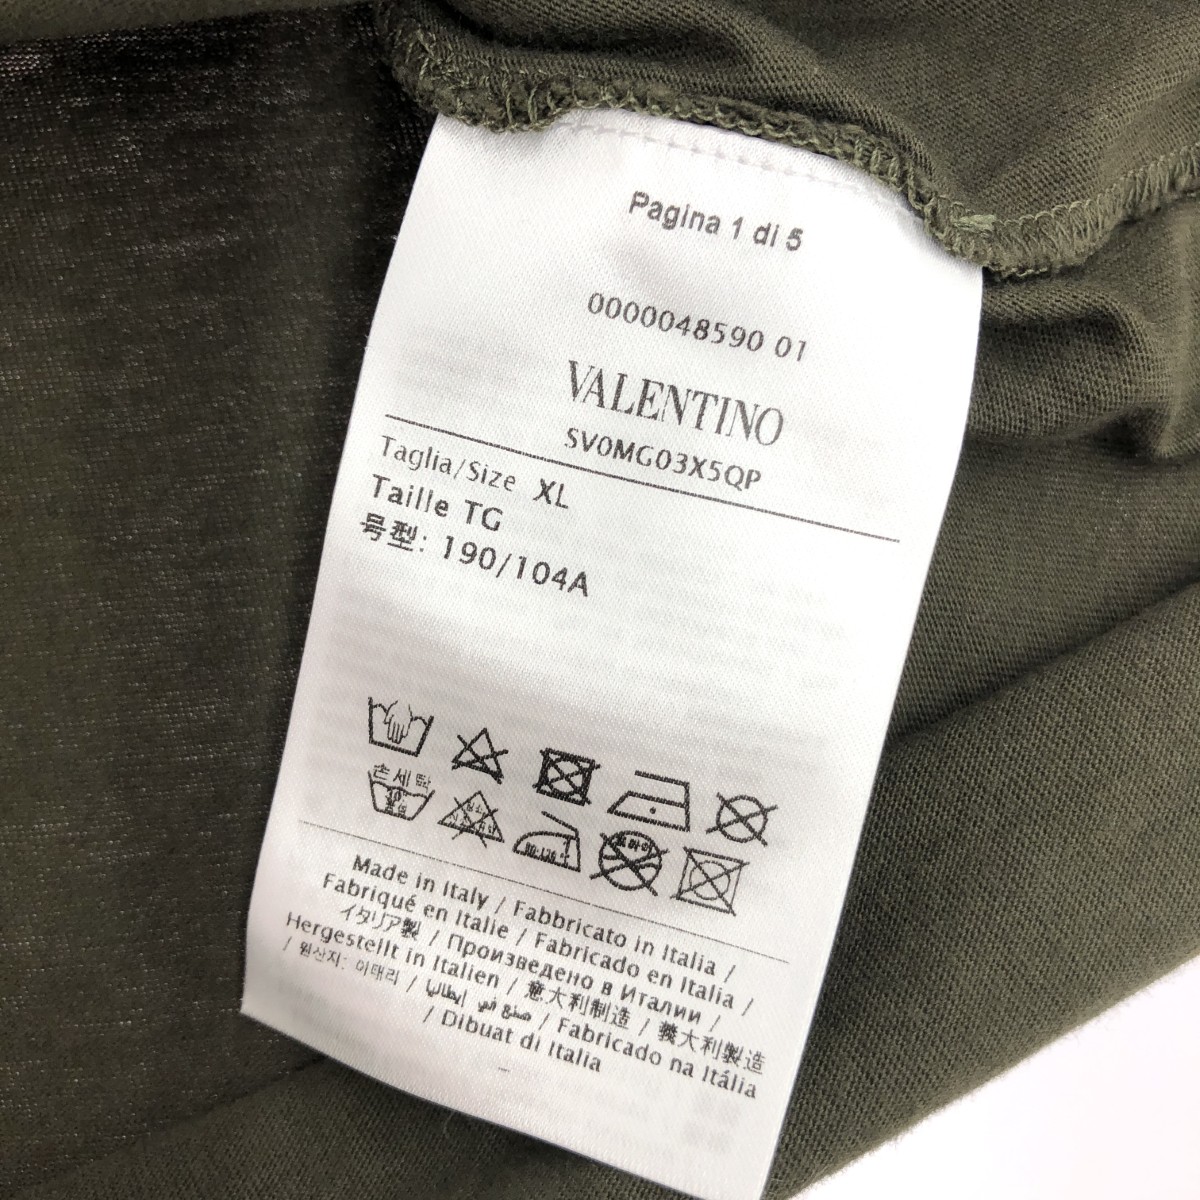 Pagina 1 di 5
0000048590 01
VALENTINO
SV0MG03X5QP
Taglia/Size XL
Taille TG
号型: 190/104A
손세탁
Made in Italy / Fabbricato in Italia /
Fabriqué en Italie / Fabricado en Italia /
イタリア製 / Произведено в Италии /
Hergestellt in Italien / 意大利制造 / 義大利製造
/ 원산지: 이태리 / صنع في إيطاليا / Fabricado na Itália
/ Dibuat di Italia